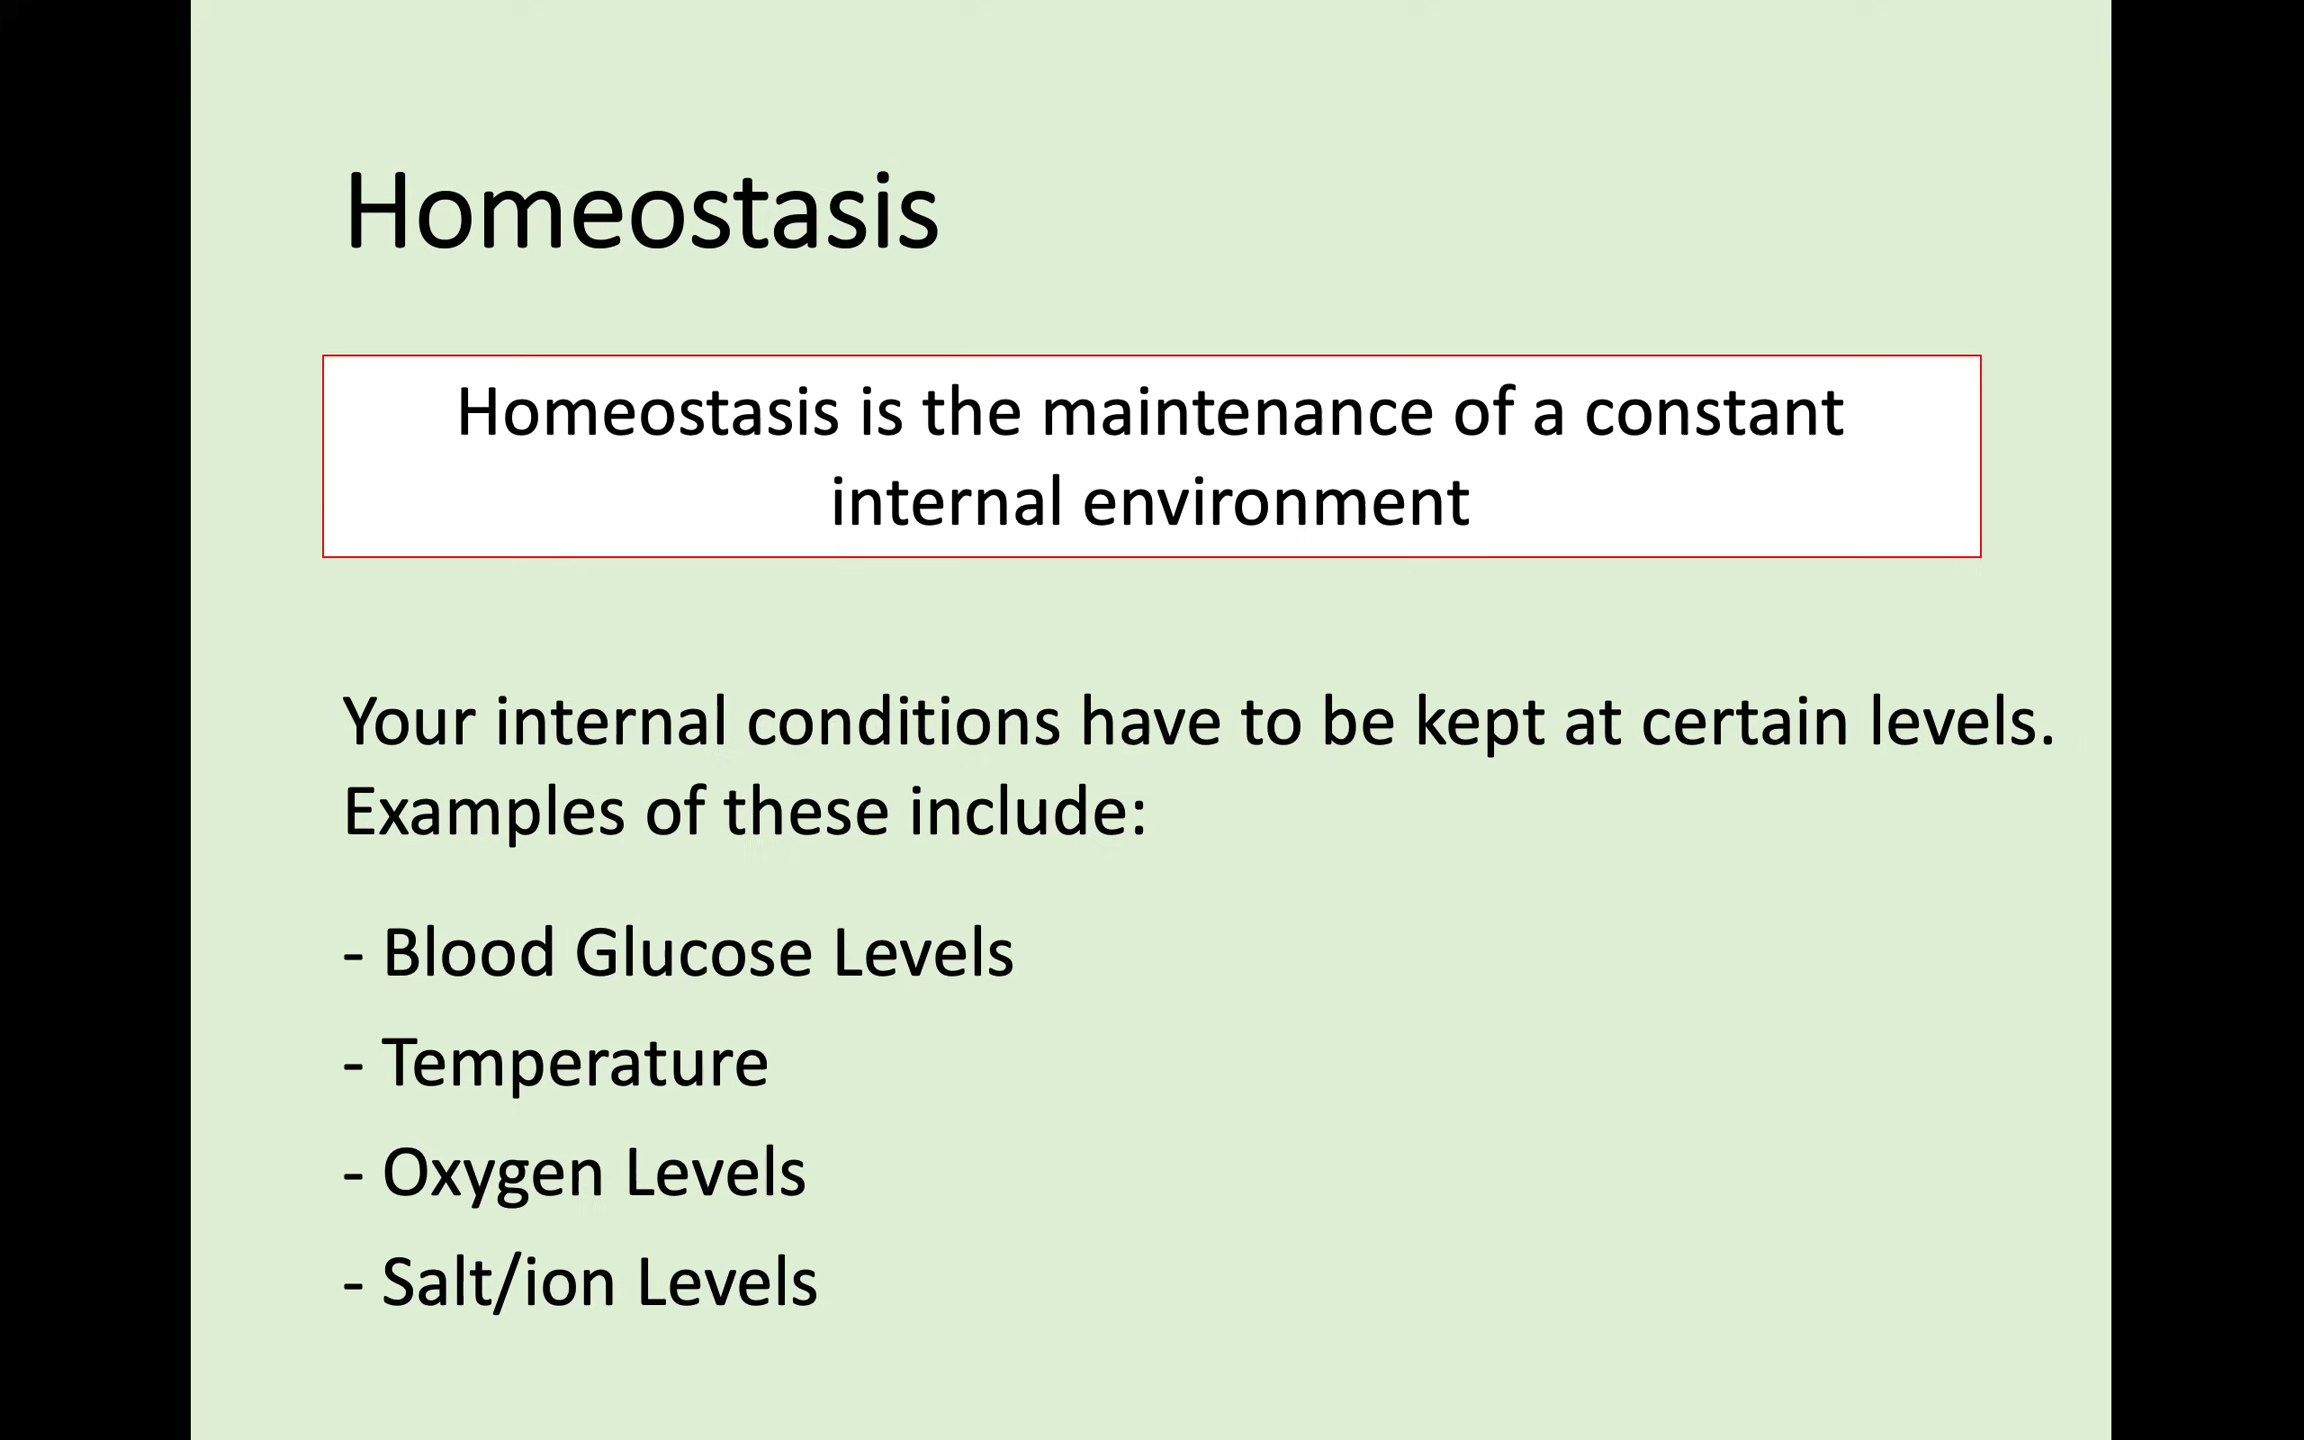 Homeostasis
Homeostasis is the maintenance of a constant
internal environment
Your internal conditions have to be kept at certain levels.
Examples of these include:
- Blood Glucose Levels
- Temperature
- Oxygen Levels
- Salt/ion Levels